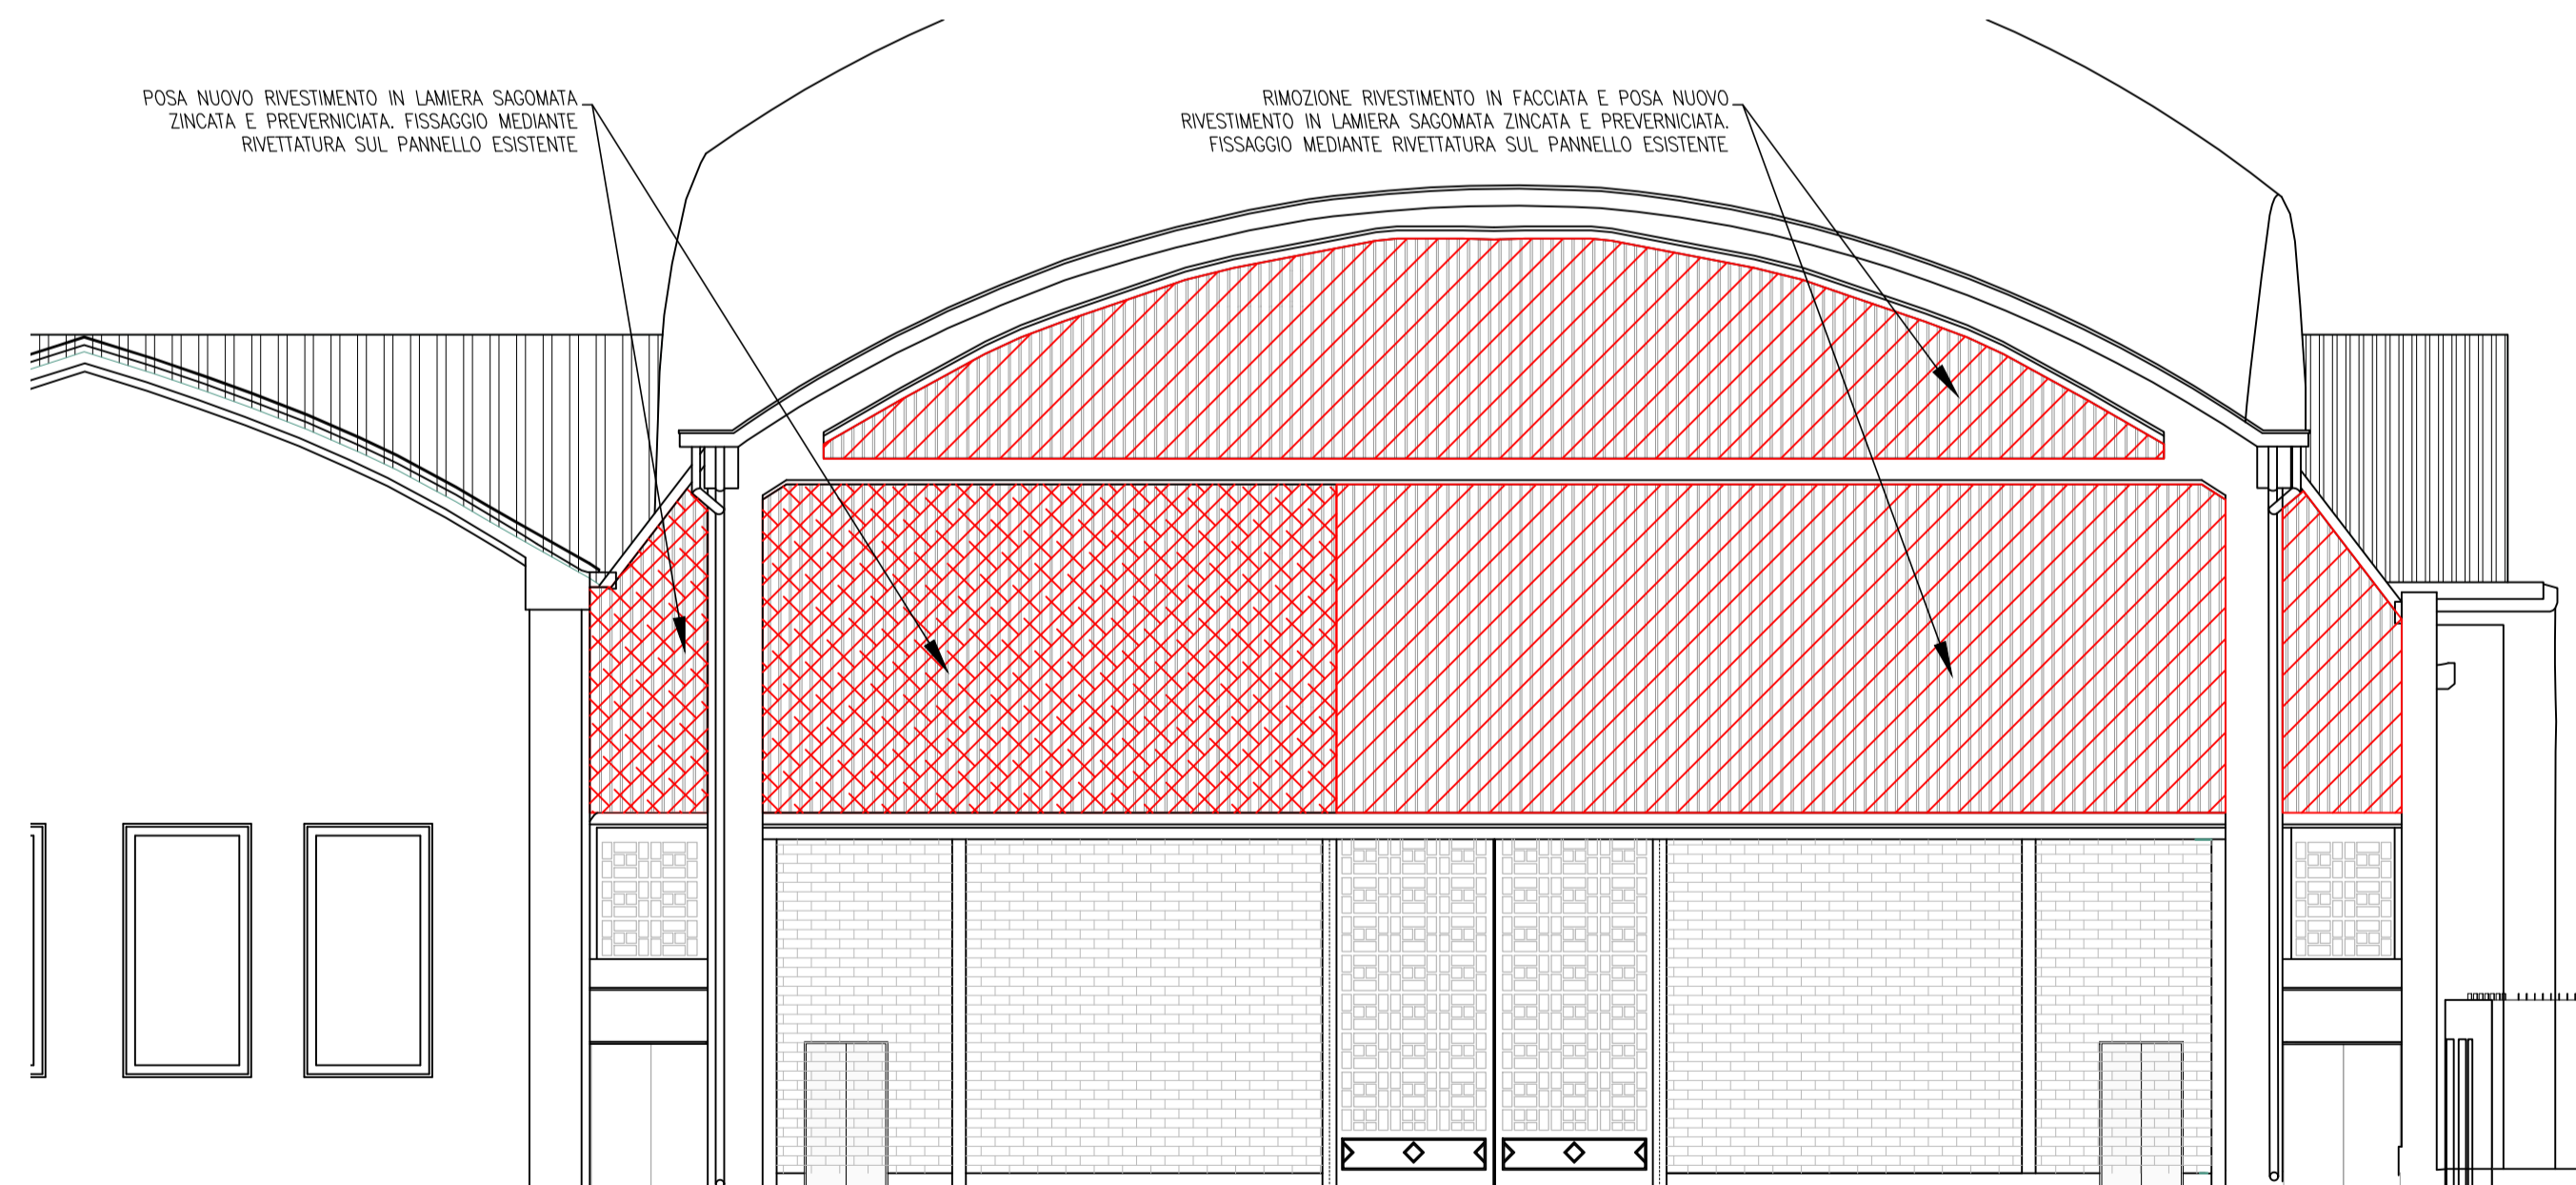 POSA NUOVO RIVESTIMENTO IN LAMIERA SAGOMATA
ZINCATA E PREVERNICIATA. FISSAGGIO MEDIANTE
RIVETTATURA SUL PANNELLO ESISTENTE
RIMOZIONE RIVESTIMENTO IN FACCIATA E POSA NUOVO
RIVESTIMENTO IN LAMIERA SAGOMATA ZINCATA E PREVERNICIATA.
FISSAGGIO MEDIANTE RIVETTATURA SUL PANNELLO ESISTENTE